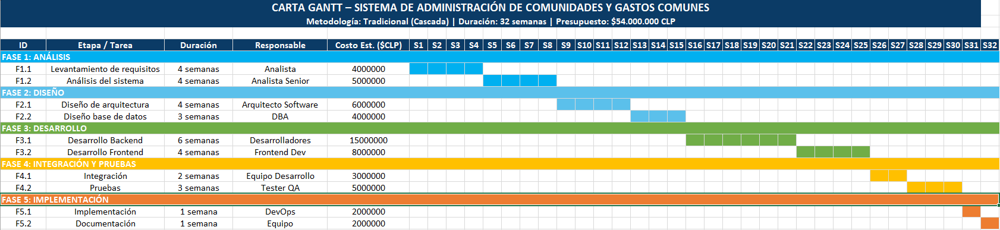 CARTA GANTT – SISTEMA DE ADMINISTRACIÓN DE COMUNIDADES Y GASTOS COMUNES
Metodología: Tradicional (Cascada) | Duración: 32 semanas | Presupuesto: $54.000.000 CLP
ID Etapa / Tarea Duración Responsable Costo Est. ($CLP) S1 S2 S3 S4 S5 S6 S7 S8 S9 S10 S11 S12 S13 S14 S15 S16 S17 S18 S19 S20 S21 S22 S23 S24 S25 S26 S27 S28 S29 S30 S31 S32
FASE 1: ANÁLISIS
F1.1 Levantamiento de requisitos 4 semanas Analista 4000000
F1.2 Análisis del sistema 4 semanas Analista Senior 5000000
FASE 2: DISEÑO
F2.1 Diseño de arquitectura 4 semanas Arquitecto Software 6000000
F2.2 Diseño base de datos 3 semanas DBA 4000000
FASE 3: DESARROLLO
F3.1 Desarrollo Backend 6 semanas Desarrolladores 15000000
F3.2 Desarrollo Frontend 4 semanas Frontend Dev 8000000
FASE 4: INTEGRACIÓN Y PRUEBAS
F4.1 Integración 2 semanas Equipo Desarrollo 3000000
F4.2 Pruebas 3 semanas Tester QA 5000000
FASE 5: IMPLEMENTACIÓN
F5.1 Implementación 1 semana DevOps 2000000
F5.2 Documentación 1 semana Equipo 2000000